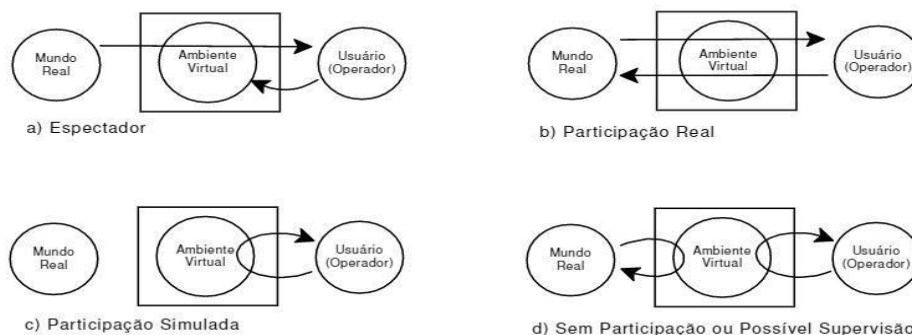 Mundo
Real
Ambiente
Virtual
Usuário
(Operador)
a) Espectador
Mundo
Real
Ambiente
Virtual
Usuário
(Operador)
b) Participação Real
Mundo
Real
Ambiente
Virtual
Usuário
(Operador)
c) Participação Simulada
Mundo
Real
Ambiente
Virtual
Usuário
(Operador)
d) Sem Participação ou Possível Supervisão